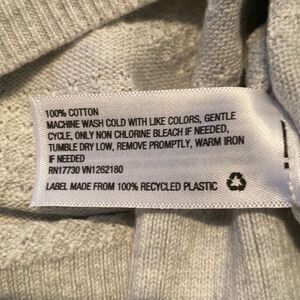 100% COTTON
MACHINE WASH COLD WITH LIKE COLORS, GENTLE
CYCLE, ONLY NON CHLORINE BLEACH IF NEEDED,
TUMBLE DRY LOW, REMOVE PROMPTLY, WARM IRON
IF NEEDED
RN17730 VN1262180
LABEL MADE FROM 100% RECYCLED PLASTIC